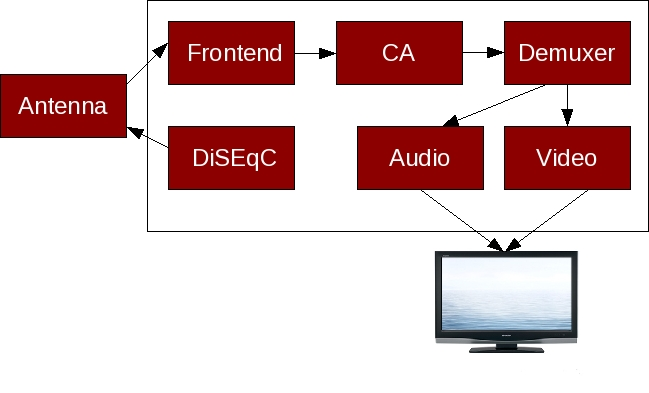 Frontend
CA
Demuxer
Antenna
DiSEqC
Audio
Video